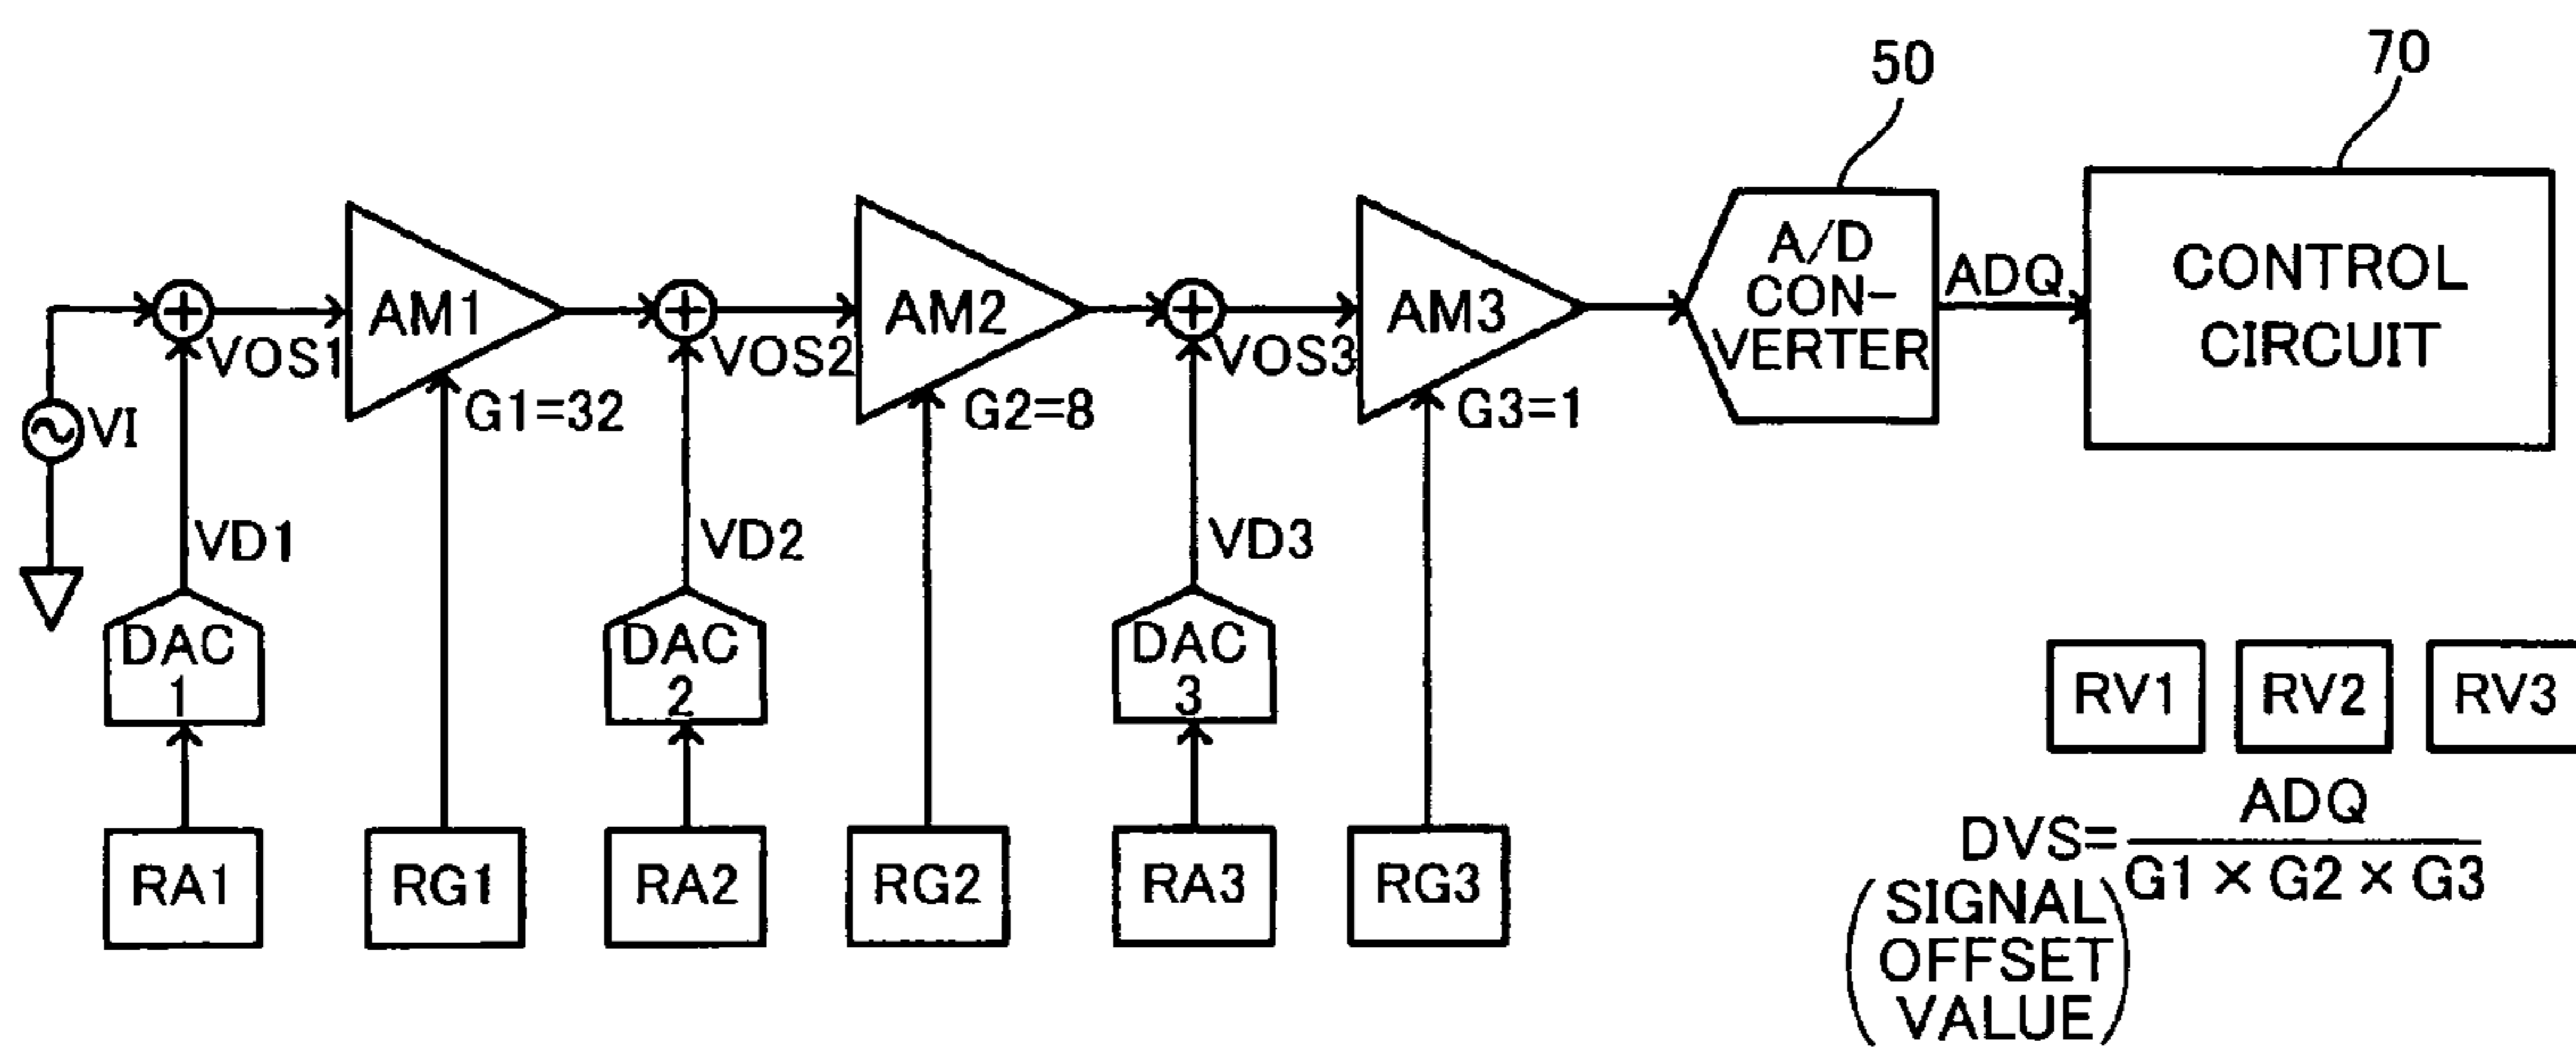 50
70
VI
VOS1
AM1
G1=32
VOS2
AM2
G2=8
VOS3
AM3
G3=1
A/D
CON-
VERTER
ADQ
CONTROL
CIRCUIT
VD1
VD2
VD3
DAC
1
DAC
2
DAC
3
RA1
RG1
RA2
RG2
RA3
RG3
RV1
RV2
RV3
DVS=
ADQ
G1 × G2 × G3
(SIGNAL
OFFSET
VALUE)